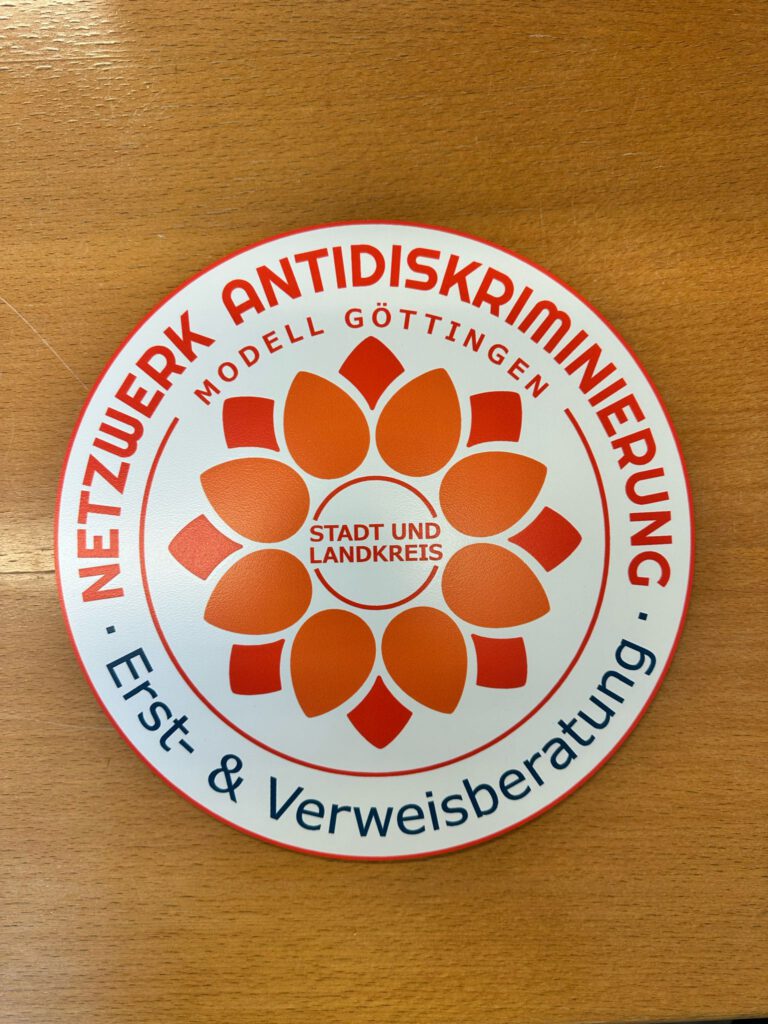 NETZWERK ANTIDISKRIMINIERUNG
MODELL GÖTTINGEN
STADT UND
LANDKREIS
· Erst- & Verweisberatung ·